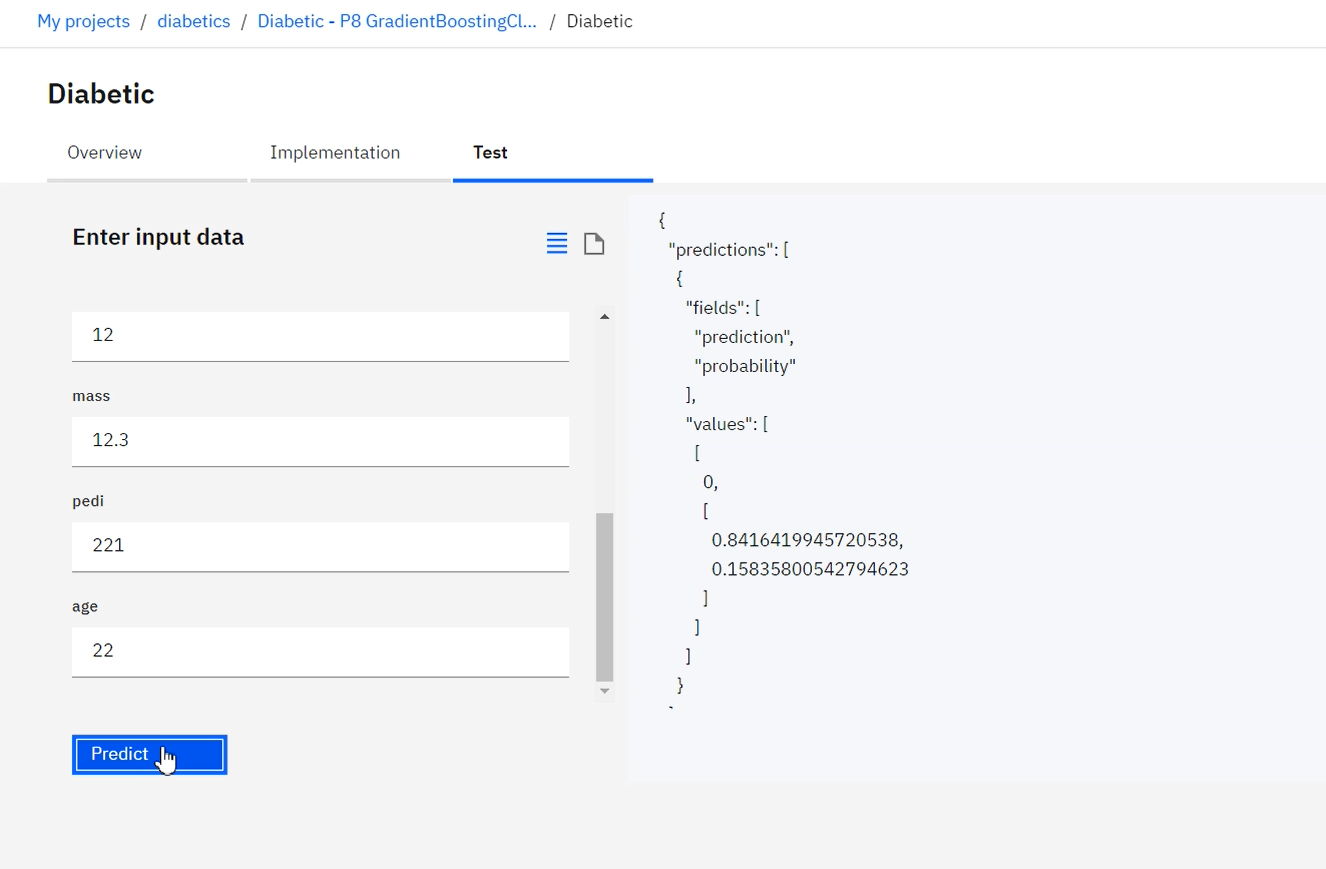 My projects / diabetics / Diabetic - P8 GradientBoostingCl... / Diabetic
Diabetic
Overview Implementation Test
Enter input data
12
mass
12.3
pedi
221
age
22
Predict
{
"predictions": [
{
"fields": [
"prediction",
"probability"
],
"values": [
[
0,
[
0.8416419945720538,
0.15835800542794623
]
]
]
}